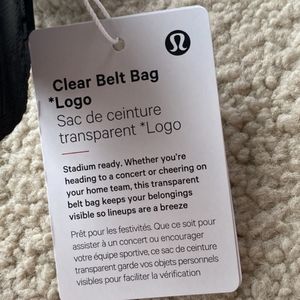 Clear Belt Bag
*Logo
Sac de ceinture
transparent *Logo
Stadium ready. Whether you're
heading to a concert or cheering on
your home team, this transparent
belt bag keeps your belongings
visible so lineups are a breeze
Prêt pour les festivités. Que ce soit pour
assister à un concert ou encourager
votre équipe sportive, ce sac de ceinture
transparent garde vos objets personnels
visibles pour faciliter la vérification